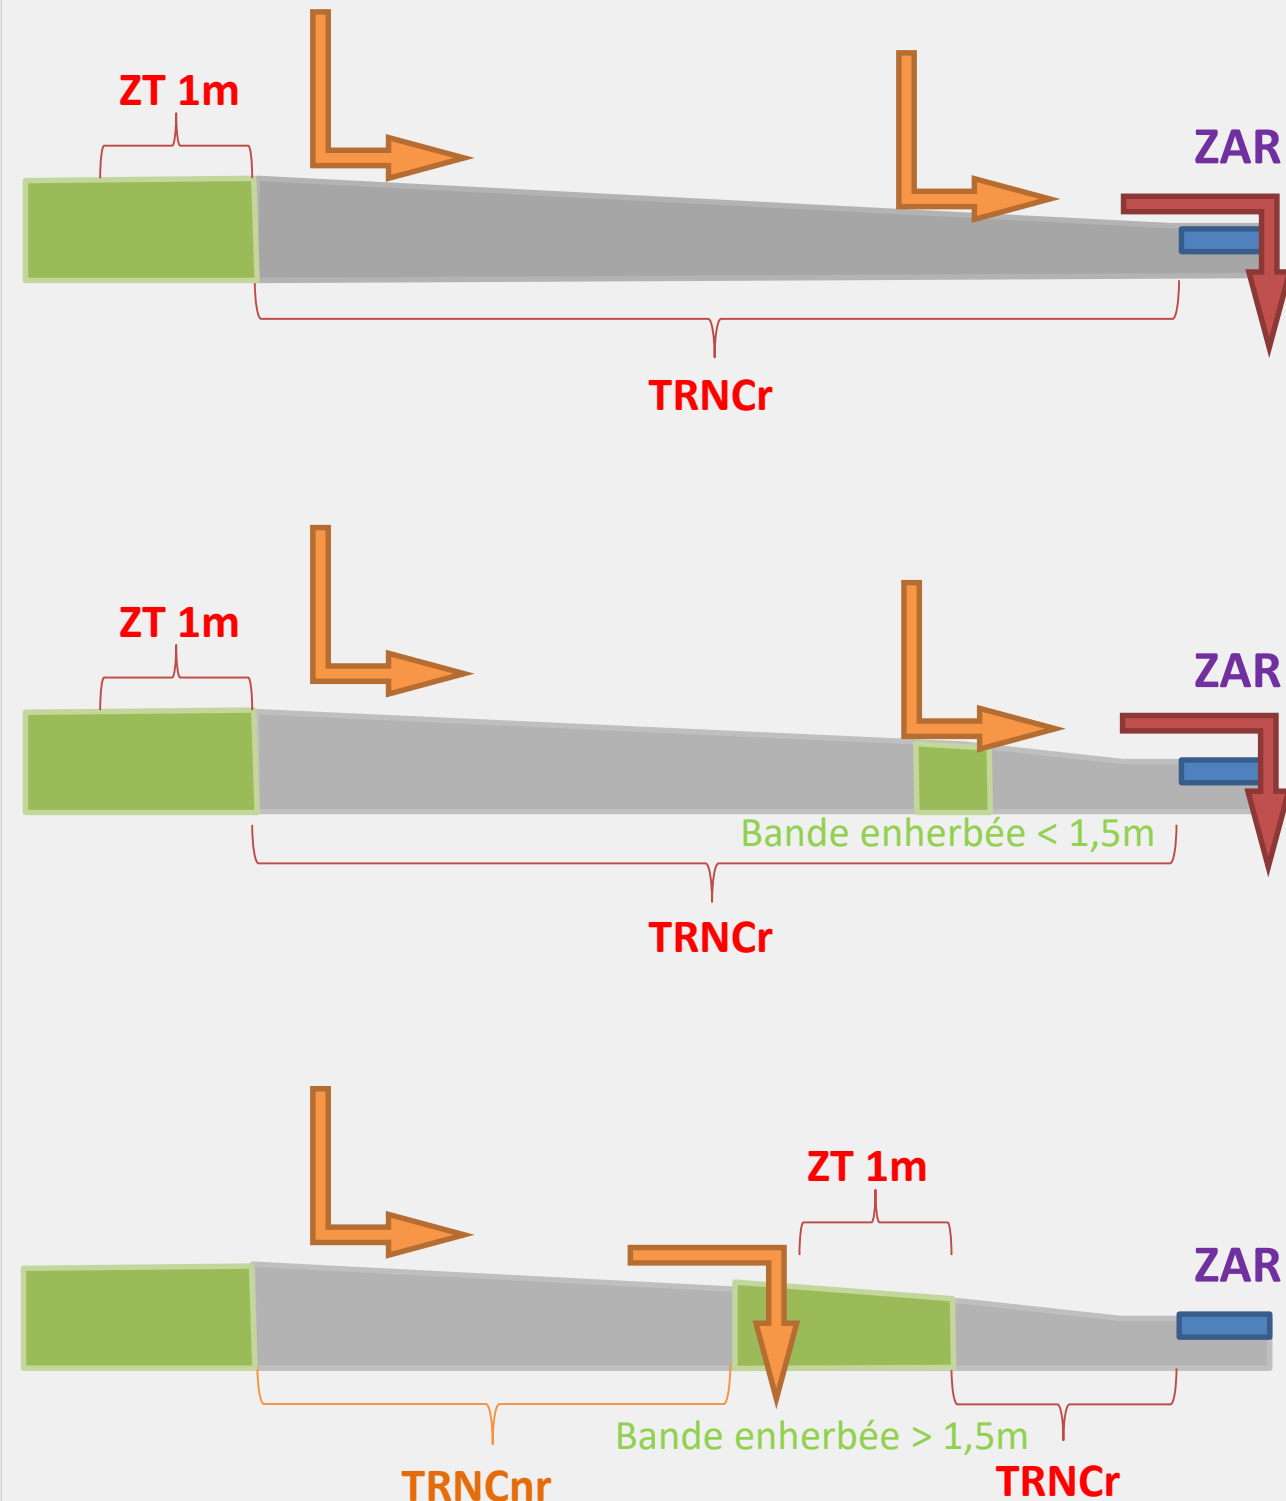 ZT 1m
ZAR
TRNCr
ZT 1m
ZAR
Bande enherbée < 1,5m
TRNCr
ZT 1m
ZAR
Bande enherbée > 1,5m
TRNCnr
TRNCr